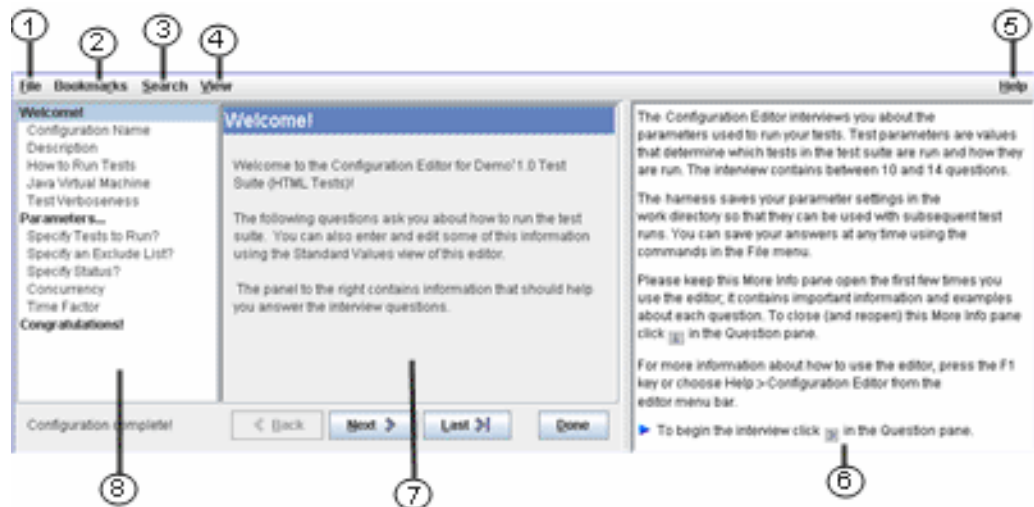 1
2
3
4
5
File Bookmarks Search View Help
Welcome!
Configuration Name
Description
How to Run Tests
Java Virtual Machine
Test Verboseness
Parameters...
Specify Tests to Run?
Specify an Exclude List?
Specify Status?
Concurrency
Time Factor
Congratulations!
Configuration complete!
Welcome!
Welcome to the Configuration Editor for Demo 1.0 Test
Suite (HTML Tests)!
The following questions ask you about how to run the test
suite. You can also enter and edit some of this information
using the Standard Values view of this editor.
The panel to the right contains information that should help
you answer the interview questions.
Back Next Last Done
The Configuration Editor interviews you about the
parameters used to run your tests. Test parameters are values
that determine which tests in the test suite are run and how they
are run. The interview contains between 10 and 14 questions.
The harness saves your parameter settings in the
work directory so that they can be used with subsequent test
runs. You can save your answers at any time using the
commands in the File menu.
Please keep this More Info pane open the first few times you
use the editor; it contains important information and examples
about each question. To close (and reopen) this More Info pane
click in the Question pane.
For more information about how to use the editor, press the F1
key or choose Help > Configuration Editor from the
editor menu bar.
To begin the interview click in the Question pane.
8
7
6